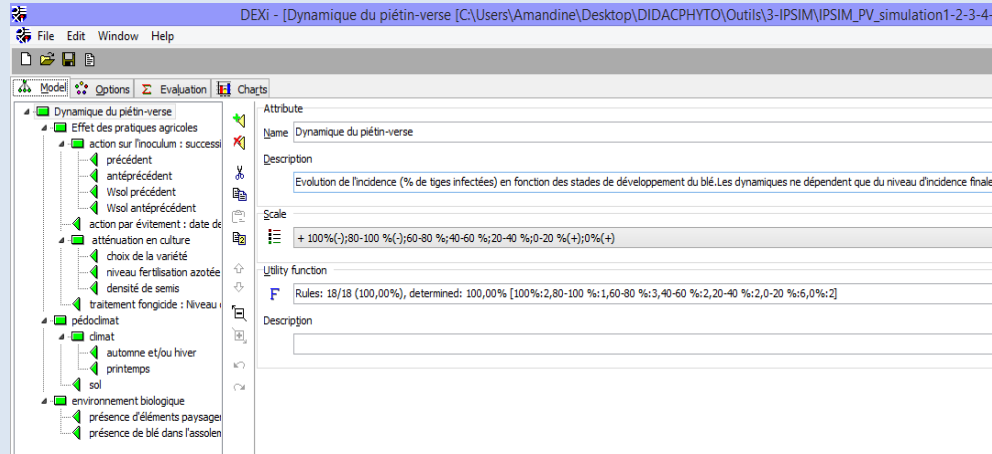 DEXi - [Dynamique du piétin-verse [C:\Users\Amandine\Desktop\DIDACPHYTO\Outils\3-IPSIM\IPSIM_PV_simulation1-2-3-4-
File Edit Window Help
Model Options Evaluation Charts
Dynamique du piétin-verse
Effet des pratiques agricoles
action sur l'inoculum : successi
précédent
antéprécédent
Wsol précédent
Wsol antéprécédent
action par évitement : date de
atténuation en culture
choix de la variété
niveau fertilisation azotée
densité de semis
traitement fongicide : Niveau
pédoclimat
climat
automne et/ou hiver
printemps
sol
environnement biologique
présence d'éléments paysager
présence de blé dans l'assolen
Attribute
Name Dynamique du piétin-verse
Description
Evolution de l'incidence (% de tiges infectées) en fonction des stades de développement du blé.Les dynamiques ne dépendent que du niveau d'incidence finale
Scale
+ 100%(-);80-100 %(-);60-80 %;40-60 %;20-40 %;0-20 %(+);0%(+)
Utility function
F Rules: 18/18 (100,00%), determined: 100,00% [100%:2,80-100 %:1,60-80 %:3,40-60 %:2,20-40 %:2,0-20 %:6,0%:2]
Description